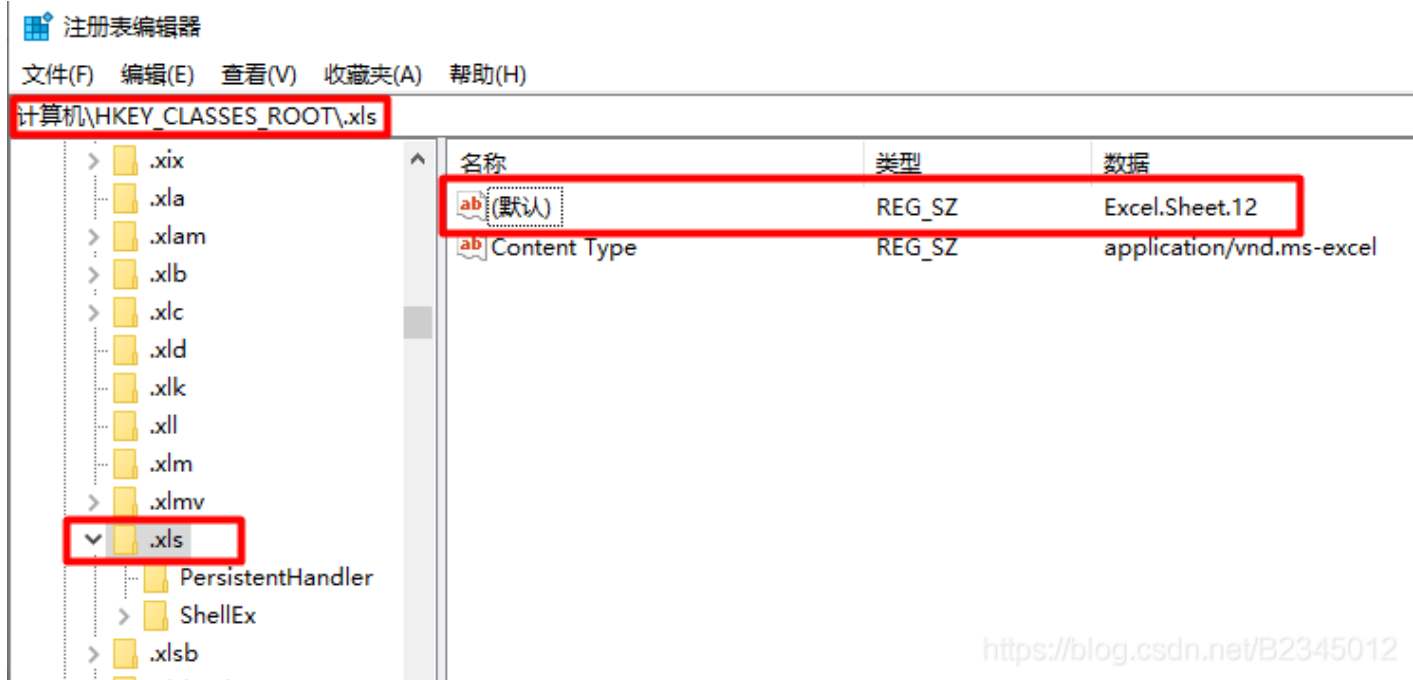 注册表编辑器
文件(F) 编辑(E) 查看(V) 收藏夹(A) 帮助(H)
计算机\HKEY_CLASSES_ROOT\.xls
.xix
.xla
.xlam
.xlb
.xlc
.xld
.xlk
.xll
.xlm
.xlmv
.xls
PersistentHandler
ShellEx
.xlsb
名称 类型 数据
ab (默认) REG_SZ Excel.Sheet.12
ab Content Type REG_SZ application/vnd.ms-excel
https://blog.csdn.net/B2345012